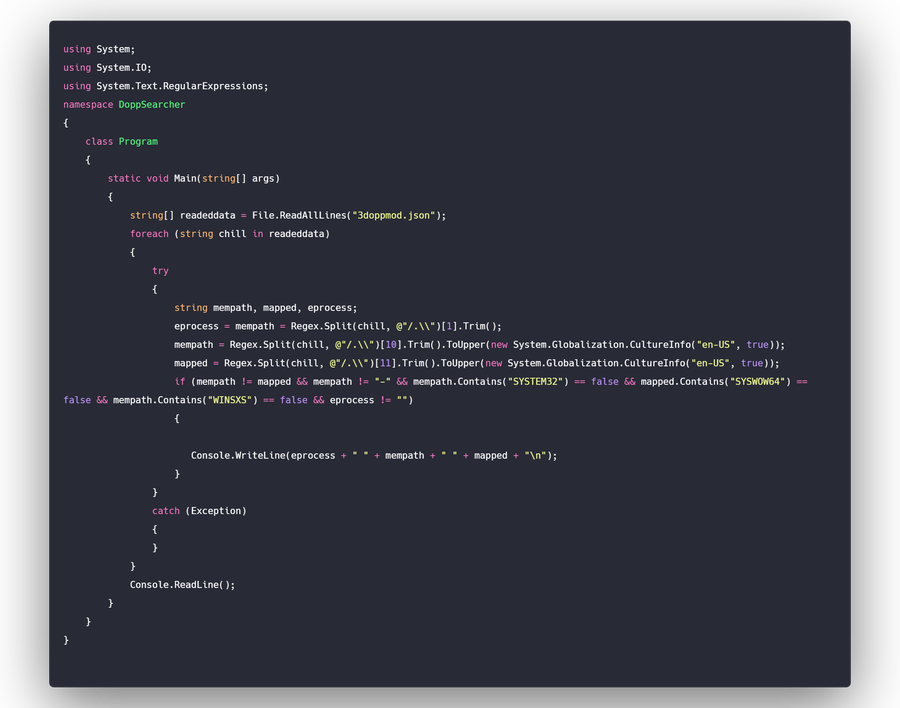 using System;
using System.IO;
using System.Text.RegularExpressions;
namespace DoppSearcher
{
    class Program
    {
        static void Main(string[] args)
        {
            string[] readeddata = File.ReadAllLines("3doppmod.json");
            foreach (string chill in readeddata)
            {
                try
                {
                    string mempath, mapped, eprocess;
                    eprocess = mempath = Regex.Split(chill, @"/.\\")[1].Trim();
                    mempath = Regex.Split(chill, @"/.\\")[10].Trim().ToUpper(new System.Globalization.CultureInfo("en-US", true));
                    mapped = Regex.Split(chill, @"/.\\")[11].Trim().ToUpper(new System.Globalization.CultureInfo("en-US", true));
                    if (mempath != mapped && mempath != "-" && mempath.Contains("SYSTEM32") == false && mapped.Contains("SYSWOW64") ==
false && mempath.Contains("WINSXS") == false && eprocess != "")
                    {
                       Console.WriteLine(eprocess + " " + mempath + " " + mapped + "\n");
                    }
                }
                catch (Exception)
                {
                }
            }
            Console.ReadLine();
        }
    }
}